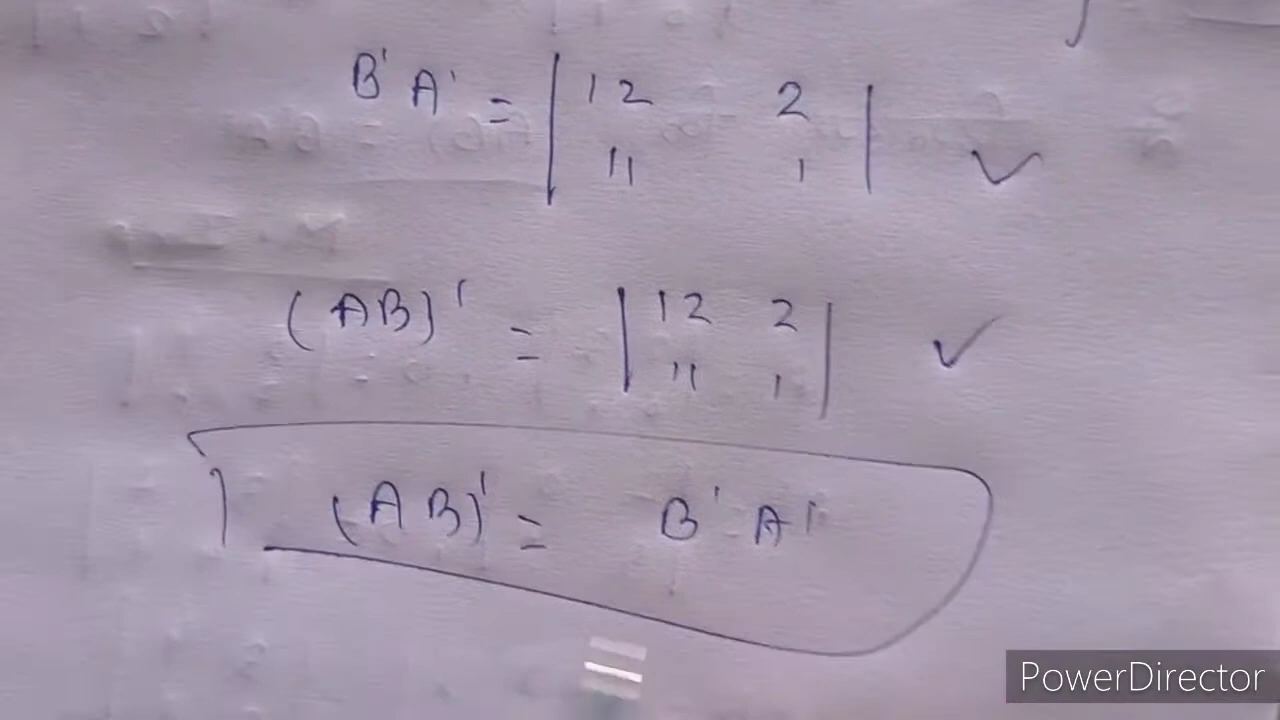 B' A' = | 12 2 |
| 11 1 | ✓
(AB)' = | 12 2 |
| 11 1 | ✓
(AB)' = B' A'
PowerDirector